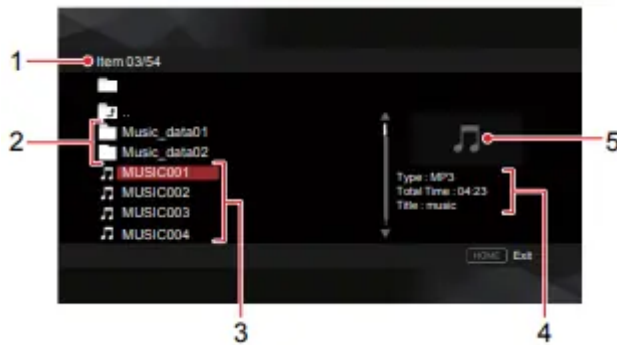 1
Item 03/54
..
2
Music_data01
Music_data02
MUSIC001
MUSIC002
MUSIC003
MUSIC004
3
5
Type : MP3
Total Time : 04:23
Title : music
4
HOME Exit